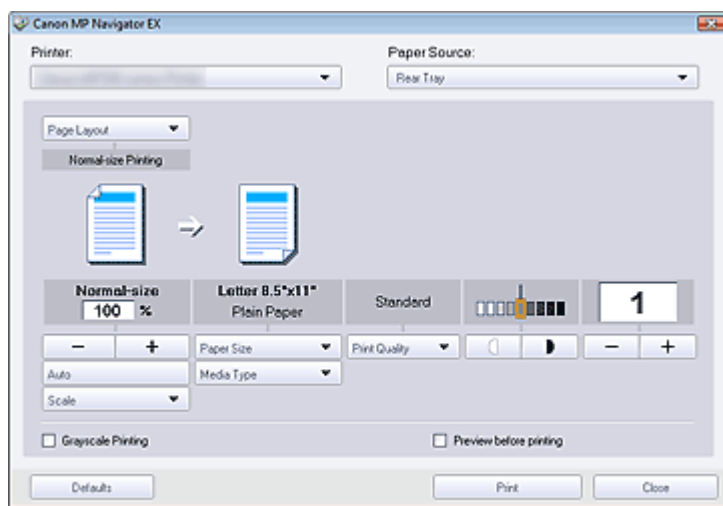 Canon MP Navigator EX
Printer: Paper Source:
Rear Tray
Page Layout
Normal-size Printing
Normal-size Letter 8.5"x11" Standard 1
100 % Plain Paper
- + Paper Size Print Quality - +
Auto Media Type
Scale
Grayscale Printing Preview before printing
Defaults Print Close